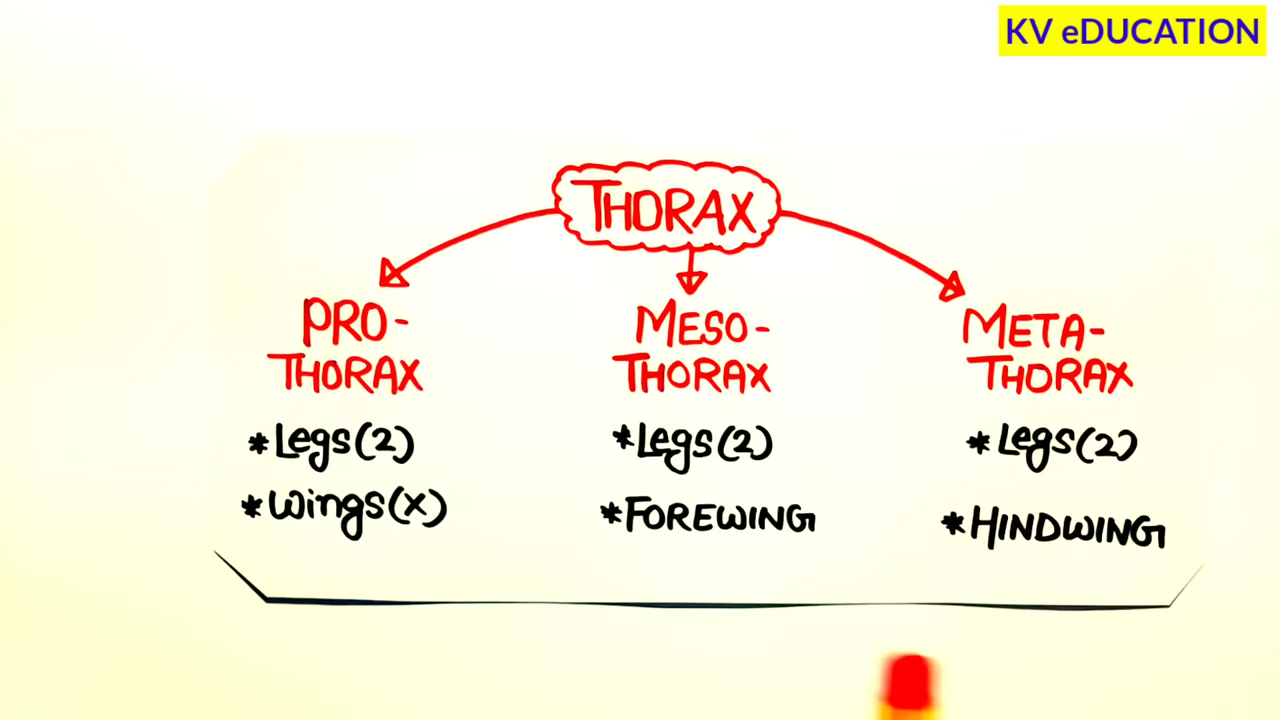 KV eDUCATION
THORAX
PRO-
THORAX
*Legs(2)
*Wings(x)
MESO-
THORAX
*Legs(2)
*FOREWING
META-
THORAX
*Legs(2)
*HINDWING